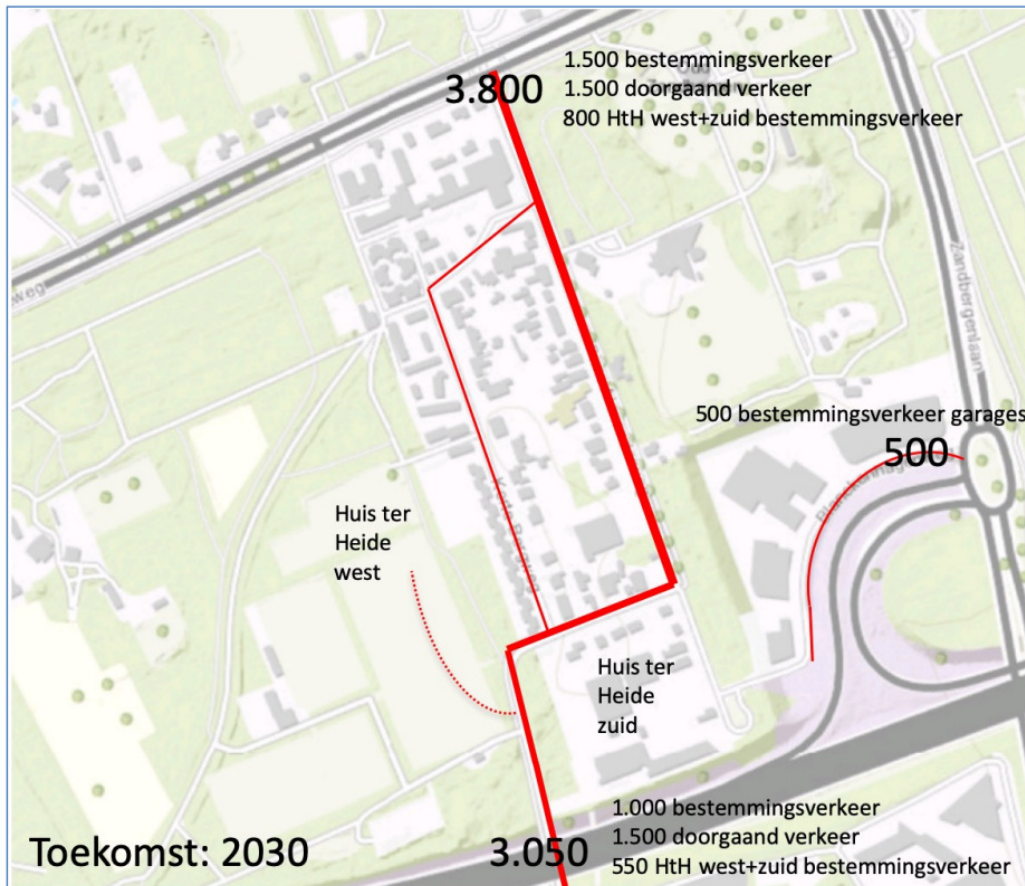 1.500 bestemmingsverkeer
3.800
1.500 doorgaand verkeer
800 HtH west+zuid bestemmingsverkeer
weg
Zandbergenlaan
500 bestemmingsverkeer garages
500
Huis ter
Heide
west
Huis ter
Heide
zuid
1.000 bestemmingsverkeer
Toekomst: 2030
3.050
1.500 doorgaand verkeer
550 HtH west+zuid bestemmingsverkeer